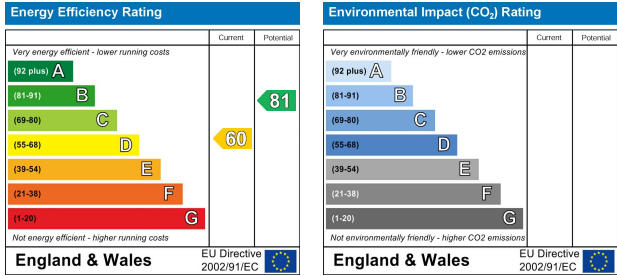 Energy Efficiency Rating
Current Potential
Very energy efficient - lower running costs
(92 plus) A
(81-91) B
81
(69-80) C
(55-68) D
60
(39-54) E
(21-38) F
(1-20) G
Not energy efficient - higher running costs
England & Wales
EU Directive
2002/91/EC
Environmental Impact (CO2) Rating
Current Potential
Very environmentally friendly - lower CO2 emissions
(92 plus) A
(81-91) B
(69-80) C
(55-68) D
(39-54) E
(21-38) F
(1-20) G
Not environmentally friendly - higher CO2 emissions
England & Wales
EU Directive
2002/91/EC